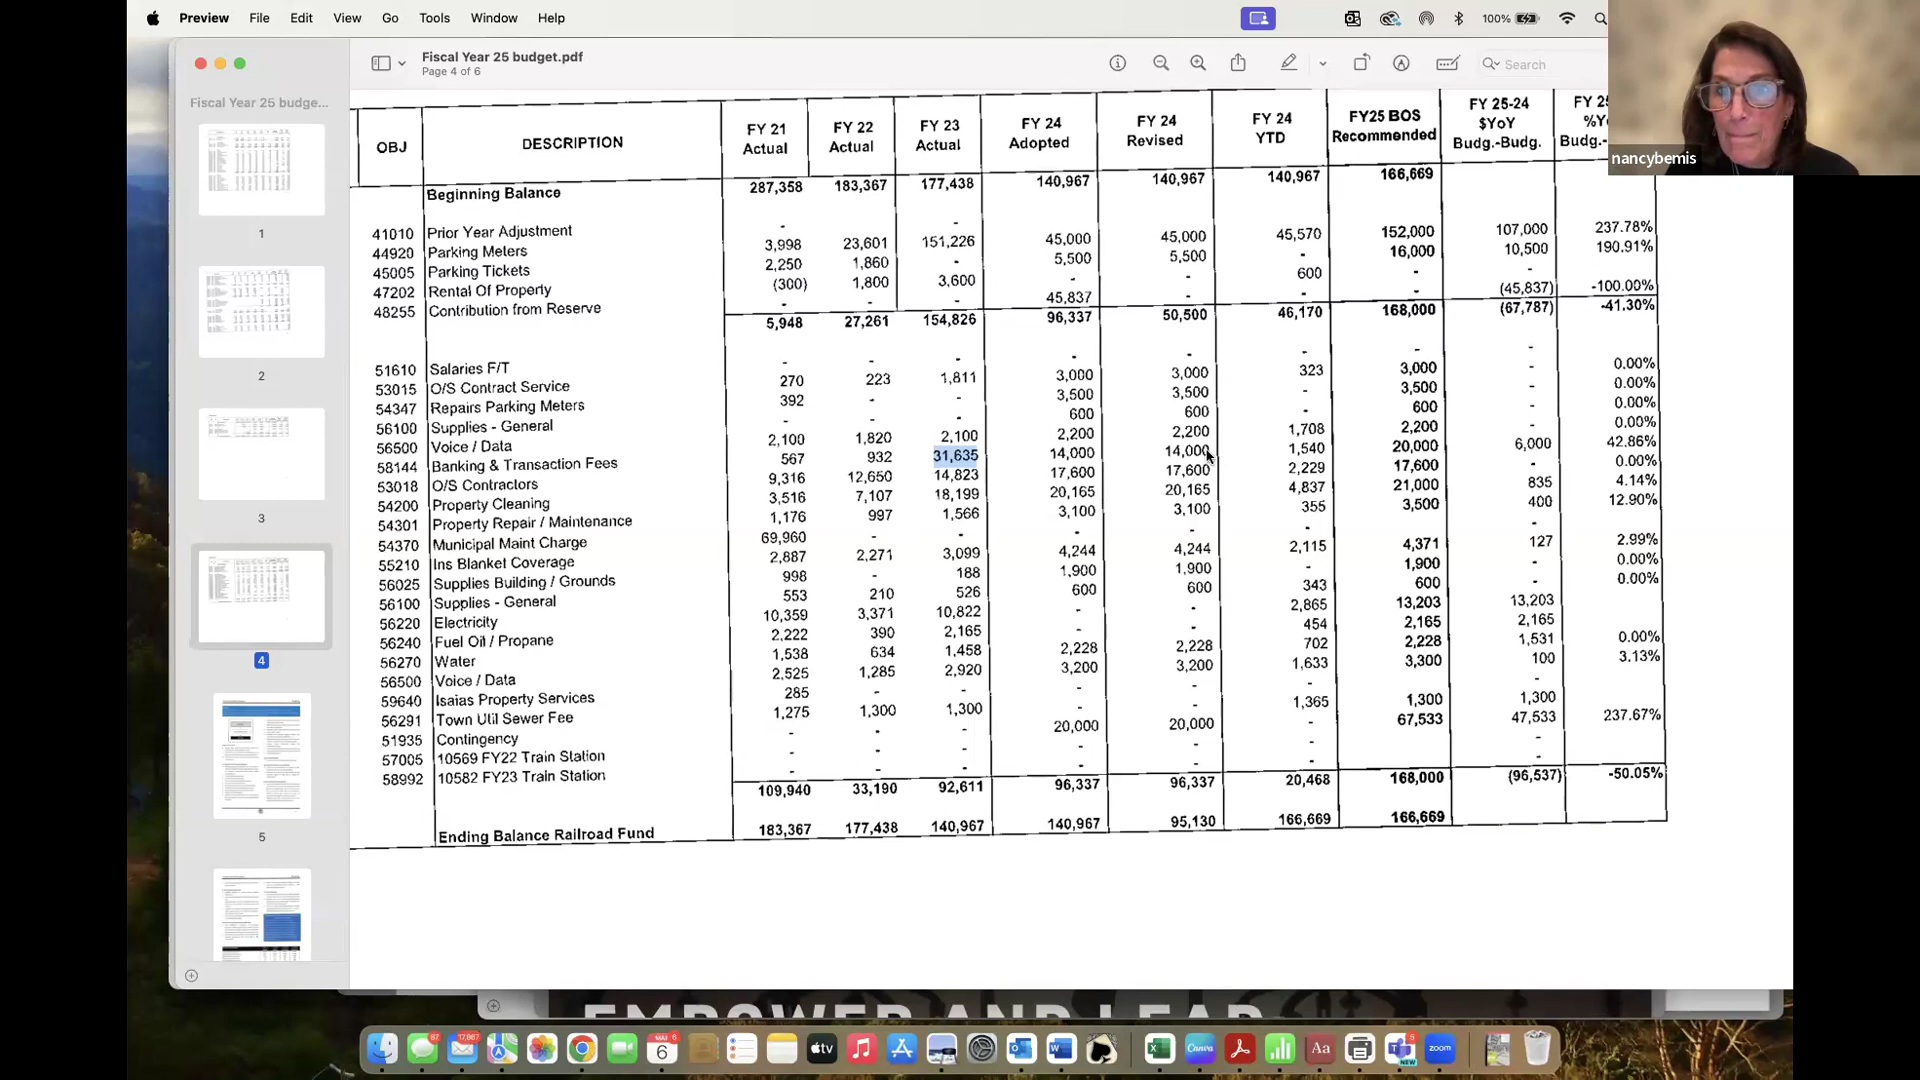 Preview File Edit View Go Tools Window Help 100%
Fiscal Year 25 budget.pdf
Page 4 of 6
Search
nancybemis
Fiscal Year 25 budge...
1
2
3
4
5
OBJ DESCRIPTION FY 21 Actual FY 22 Actual FY 23 Actual FY 24 Adopted FY 24 Revised FY 24 YTD FY25 BOS Recommended FY 25-24 $YoY Budg.-Budg. FY 25
Beginning Balance 287,358 183,367 177,438 140,967 140,967 140,967 166,669
41010 Prior Year Adjustment - -
44920 Parking Meters 3,998 23,601 151,226 45,000 45,000 45,570 152,000 107,000 237.78%
45005 Parking Tickets 2,250 1,860 - 5,500 5,500 - 16,000 10,500 190.91%
47202 Rental Of Property (300) 1,800 3,600 - - 600 - -
48255 Contribution from Reserve - - - 45,837 - (45,837) -100.00%
5,948 27,261 154,826 96,337 50,500 46,170 168,000 (67,787) -41.30%
51610 Salaries F/T - - - - - - - -
53015 O/S Contract Service 270 223 1,811 3,000 3,000 323 3,000 - 0.00%
54347 Repairs Parking Meters 392 - - 3,500 3,500 - 3,500 - 0.00%
56100 Supplies - General - - - 600 600 - 600 - 0.00%
56500 Voice / Data 2,100 1,820 2,100 2,200 2,200 1,708 2,200 - 0.00%
58144 Banking & Transaction Fees 567 932 31,635 14,000 14,000 1,540 20,000 6,000 42.86%
53018 O/S Contractors 9,316 12,650 14,823 17,600 17,600 2,229 17,600 - 0.00%
54200 Property Cleaning 3,516 7,107 18,199 20,165 20,165 4,837 21,000 835 4.14%
54301 Property Repair / Maintenance 1,176 997 1,566 3,100 3,100 355 3,500 400 12.90%
54370 Municipal Maint Charge 69,960 - - - - - - -
55210 Ins Blanket Coverage 2,887 2,271 3,099 4,244 4,244 2,115 4,371 127 2.99%
56025 Supplies Building / Grounds 998 - 188 1,900 1,900 - 1,900 - 0.00%
56100 Supplies - General 553 210 526 600 600 343 600 - 0.00%
56220 Electricity 10,359 3,371 10,822 - - 2,865 13,203 13,203
56240 Fuel Oil / Propane 2,222 390 2,165 - - 454 2,165 2,165
56270 Water 1,538 634 1,458 2,228 2,228 702 2,228 1,531 0.00%
56500 Voice / Data 2,525 1,285 2,920 3,200 3,200 1,633 3,300 100 3.13%
59640 Isaias Property Services 285 - - - - - -
56291 Town Util Sewer Fee 1,275 1,300 1,300 - - 1,365 1,300 1,300
51935 Contingency - - - 20,000 20,000 - 67,533 47,533 237.67%
57005 10569 FY22 Train Station - - - - - - -
58992 10582 FY23 Train Station - - - - - - -
109,940 33,190 92,611 96,337 96,337 20,468 168,000 (96,537) -50.05%
Ending Balance Railroad Fund 183,367 177,438 140,967 140,967 95,130 166,669 166,669
EMPOWER AND LEAD